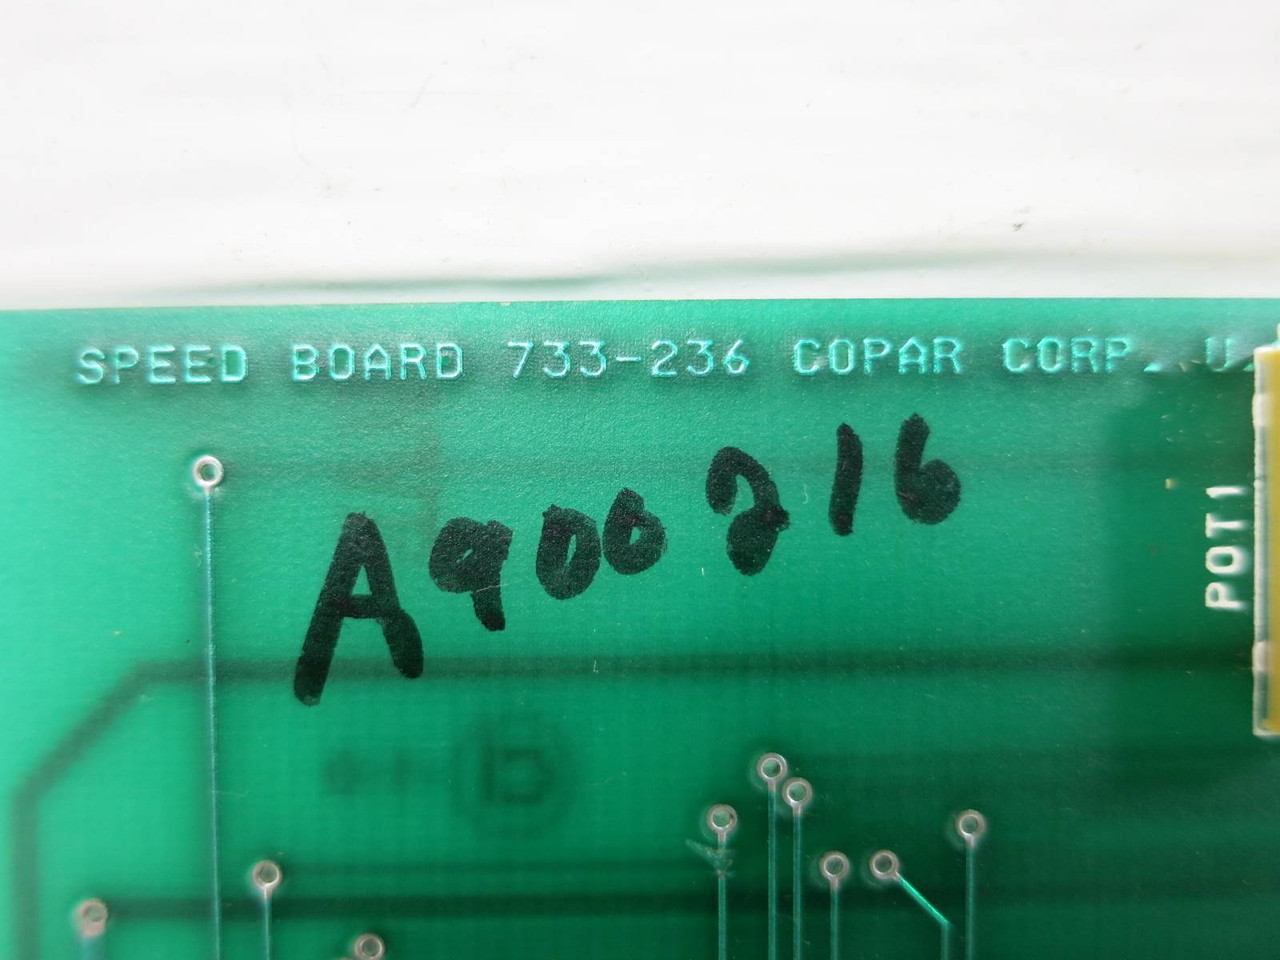 SPEED BOARD 733-236 COPAR CORP.
A900216
POT1